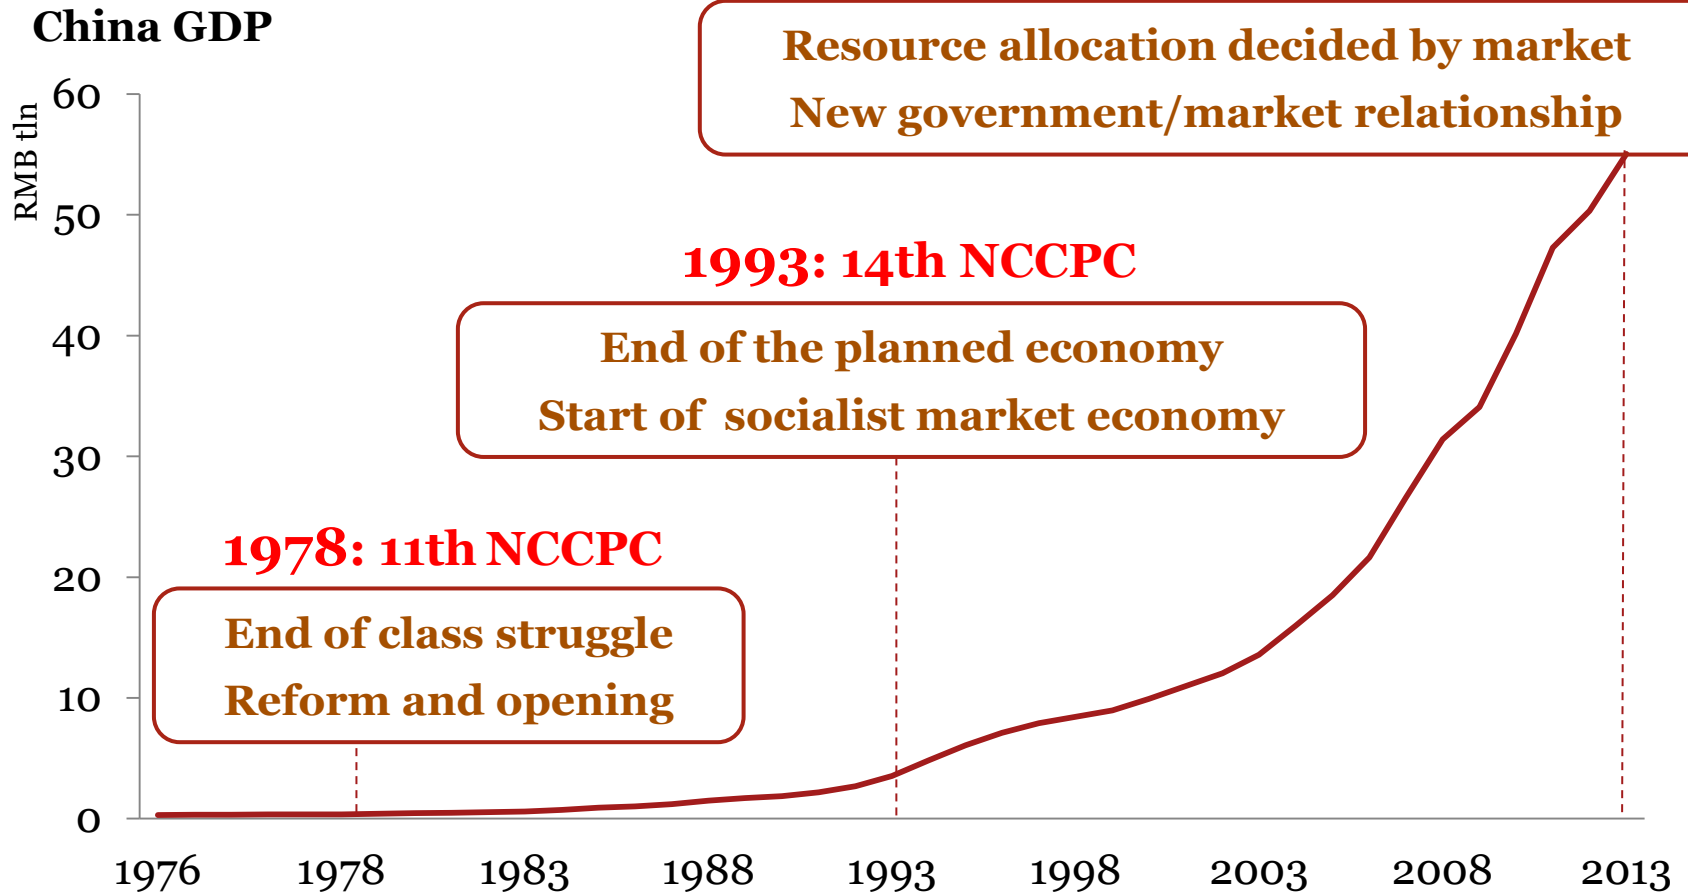 China GDP
Resource allocation decided by market
New government/market relationship
RMB tln
60
50
40
30
20
10
0
1993: 14th NCCPC
End of the planned economy
Start of socialist market economy
1978: 11th NCCPC
End of class struggle
Reform and opening
1976 1978 1983 1988 1993 1998 2003 2008 2013